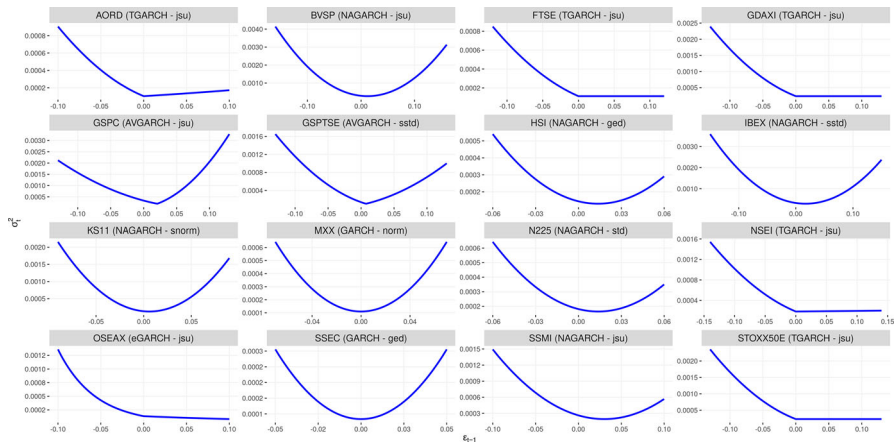 AORD (TGARCH - jsu) BVSP (NAGARCH - jsu) FTSE (TGARCH - jsu) GDAXI (TGARCH - jsu)
0.0008 0.0006 0.0004 0.0002
-0.10 -0.05 0.00 0.05 0.10
0.0040 0.0030 0.0020 0.0010
-0.10 0.00 0.10
0.0008 0.0006 0.0004 0.0002
-0.10 -0.05 0.00 0.05 0.10
0.0025 0.0020 0.0015 0.0010 0.0005
-0.10 -0.05 0.00 0.05 0.10
GSPC (AVGARCH - jsu) GSPTSE (AVGARCH - sstd) HSI (NAGARCH - ged) IBEX (NAGARCH - sstd)
0.0030 0.0025 0.0020 0.0015 0.0010 0.0005
-0.10 -0.05 0.00 0.05 0.10
0.0016 0.0012 0.0008 0.0004
-0.10 -0.05 0.00 0.05 0.10
0.0005 0.0004 0.0003 0.0002
-0.06 -0.03 0.00 0.03 0.06
0.0030 0.0020 0.0010
-0.10 0.00 0.10
σ²t
KS11 (NAGARCH - snorm) MXX (GARCH - norm) N225 (NAGARCH - std) NSEI (TGARCH - jsu)
0.0020 0.0015 0.0010 0.0005
-0.05 0.00 0.05
0.0006 0.0005 0.0004 0.0003 0.0002 0.0001
-0.04 0.00 0.04
0.0006 0.0005 0.0004 0.0003 0.0002
-0.06 -0.03 0.00 0.03 0.06
0.0016 0.0012 0.0008 0.0004
-0.15 -0.10 -0.05 0.00 0.05 0.10 0.15
OSEAX (eGARCH - jsu) SSEC (GARCH - ged) SSMI (NAGARCH - jsu) STOXX50E (TGARCH - jsu)
0.0012 0.0010 0.0008 0.0005 0.0002
-0.10 -0.05 0.00 0.05 0.10
0.0003 0.0002 0.0002 0.0001
-0.05 -0.03 0.00 0.03 0.05
0.0015 0.0012 0.0009 0.0006 0.0003
-0.10 -0.05 0.00 0.05 0.10
0.0020 0.0015 0.0010 0.0005
-0.10 -0.05 0.00 0.05 0.10
εt−1